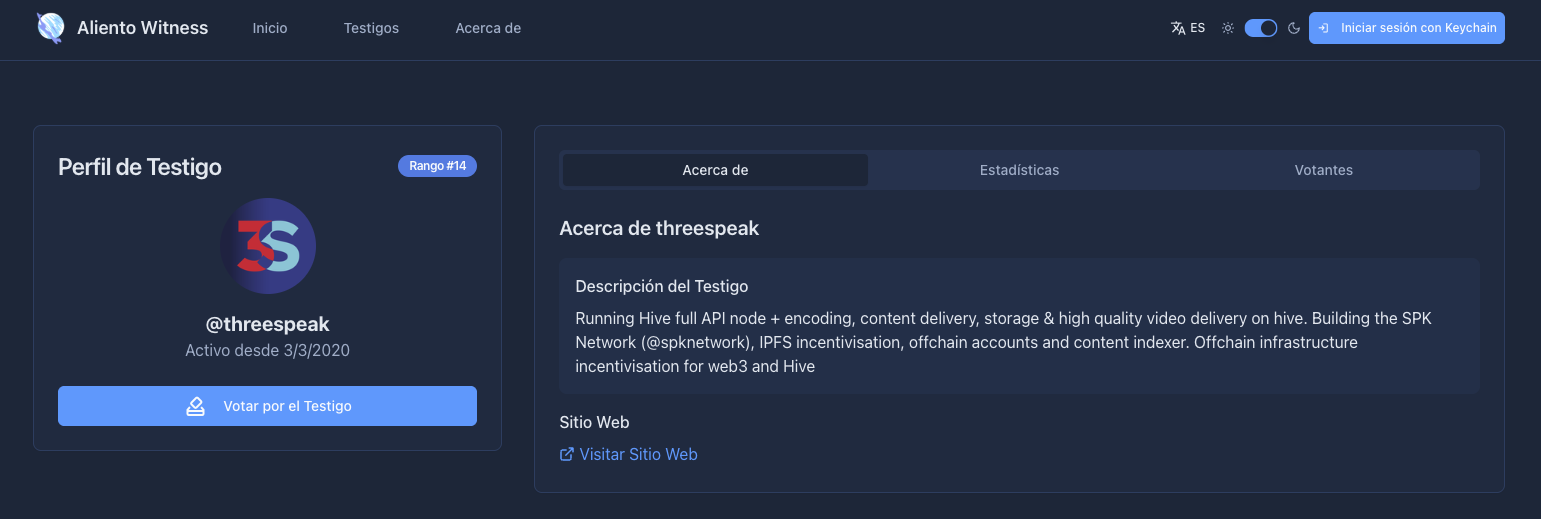 Aliento Witness
Inicio
Testigos
Acerca de
ES
Iniciar sesión con Keychain
Perfil de Testigo
Rango #14
3S
@threespeak
Activo desde 3/3/2020
Votar por el Testigo
Acerca de
Estadísticas
Votantes
Acerca de threespeak
Descripción del Testigo
Running Hive full API node + encoding, content delivery, storage & high quality video delivery on hive. Building the SPK
Network (@spknetwork), IPFS incentivisation, offchain accounts and content indexer. Offchain infrastructure
incentivisation for web3 and Hive
Sitio Web
Visitar Sitio Web